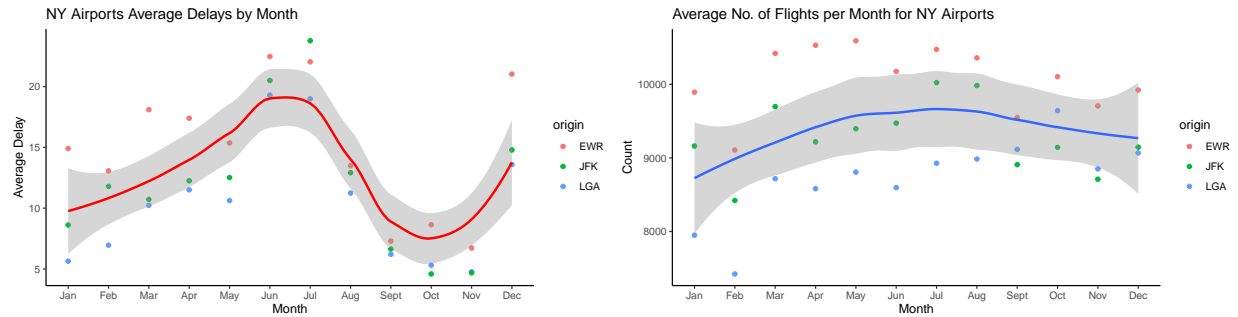 NY Airports Average Delays by Month
Average Delay
20
15
10
5
Jan Feb Mar Apr May Jun Jul Aug Sept Oct Nov Dec
Month
origin
EWR
JFK
LGA
Average No. of Flights per Month for NY Airports
Count
10000
9000
8000
Jan Feb Mar Apr May Jun Jul Aug Sept Oct Nov Dec
Month
origin
EWR
JFK
LGA